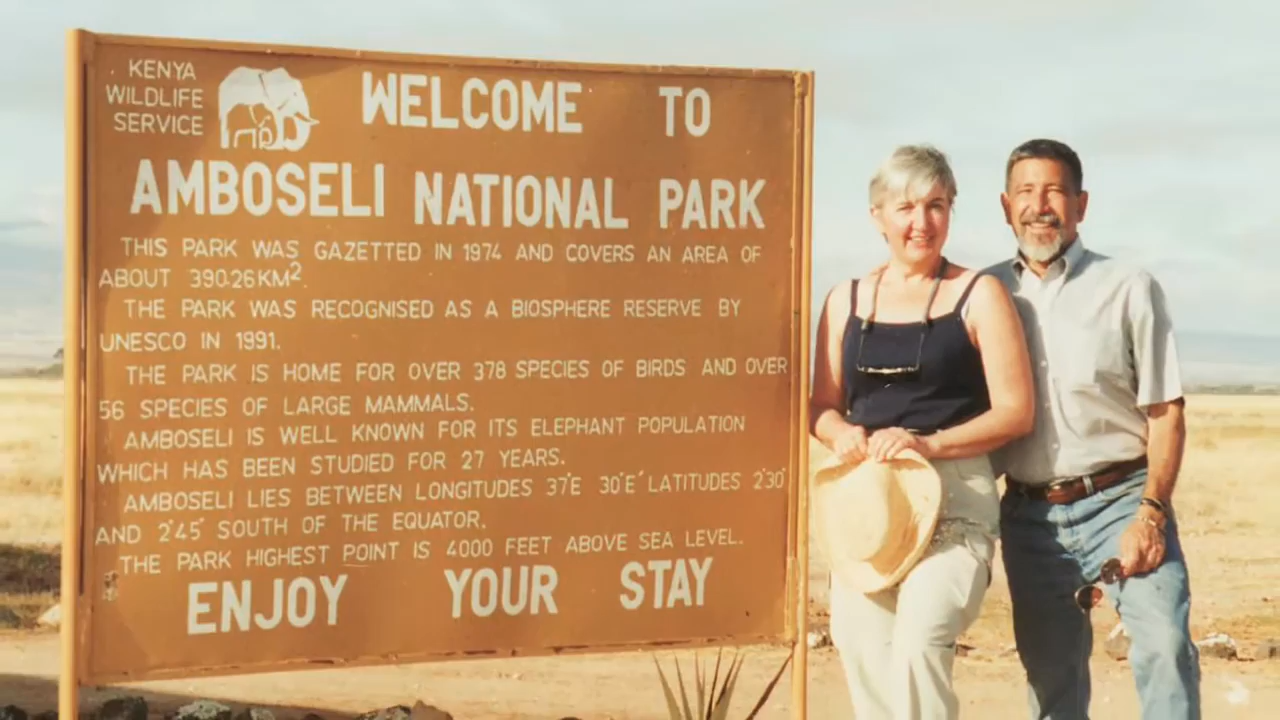 KENYA
WILDLIFE
SERVICE
WELCOME TO
AMBOSELI NATIONAL PARK
THIS PARK WAS GAZETTED IN 1974 AND COVERS AN AREA OF
ABOUT 390.26KM².
THE PARK WAS RECOGNISED AS A BIOSPHERE RESERVE BY
UNESCO IN 1991.
THE PARK IS HOME FOR OVER 378 SPECIES OF BIRDS AND OVER
56 SPECIES OF LARGE MAMMALS.
AMBOSELI IS WELL KNOWN FOR ITS ELEPHANT POPULATION
WHICH HAS BEEN STUDIED FOR 27 YEARS.
AMBOSELI LIES BETWEEN LONGITUDES 37°E 30'E LATITUDES 2°30'
AND 2°45' SOUTH OF THE EQUATOR.
THE PARK HIGHEST POINT IS 4000 FEET ABOVE SEA LEVEL.
ENJOY YOUR STAY